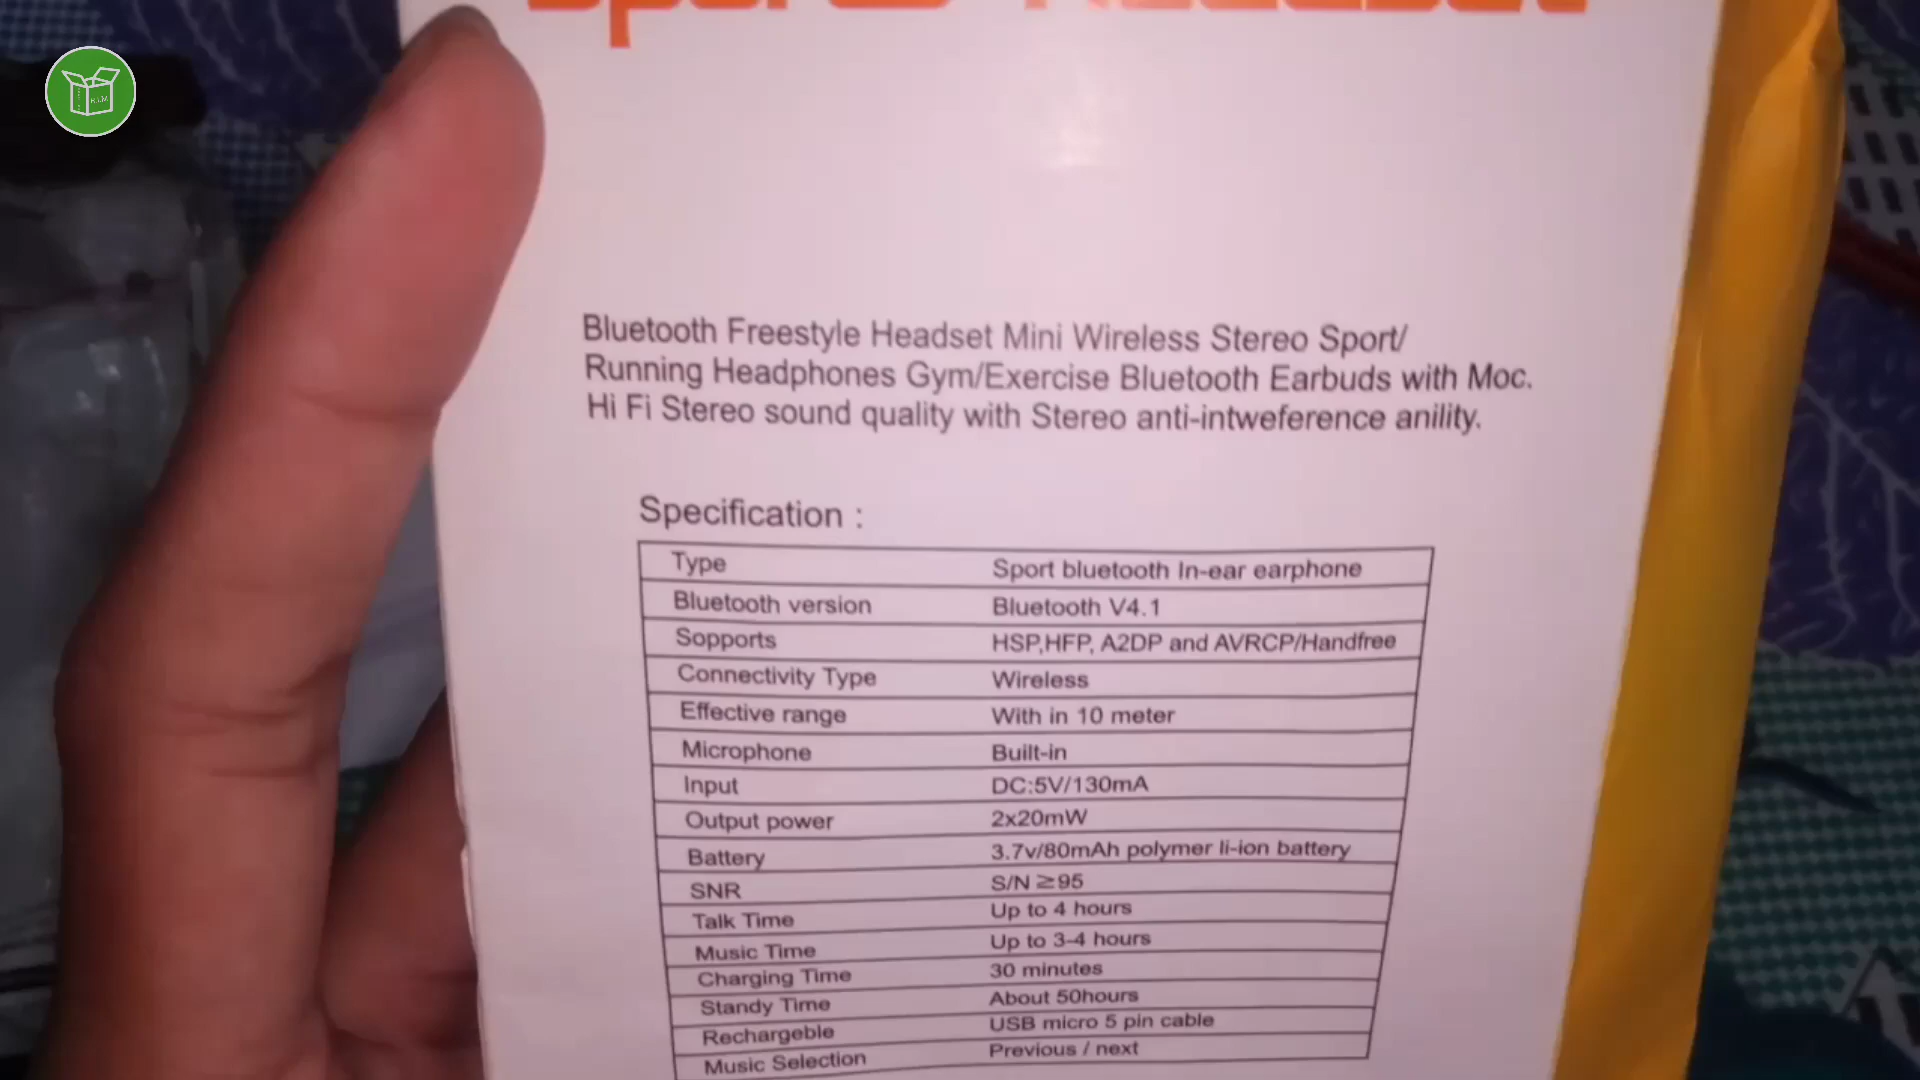 Sports Headset
Bluetooth Freestyle Headset Mini Wireless Stereo Sport/
Running Headphones Gym/Exercise Bluetooth Earbuds with Moc.
Hi Fi Stereo sound quality with Stereo anti-intweference anility.
Specification :
Type Sport bluetooth In-ear earphone
Bluetooth version Bluetooth V4.1
Sopports HSP,HFP, A2DP and AVRCP/Handfree
Connectivity Type Wireless
Effective range With in 10 meter
Microphone Built-in
Input DC:5V/130mA
Output power 2x20mW
Battery 3.7v/80mAh polymer li-ion battery
SNR S/N ≥95
Talk Time Up to 4 hours
Music Time Up to 3-4 hours
Charging Time 30 minutes
Standy Time About 50hours
Rechargeble USB micro 5 pin cable
Music Selection Previous / next